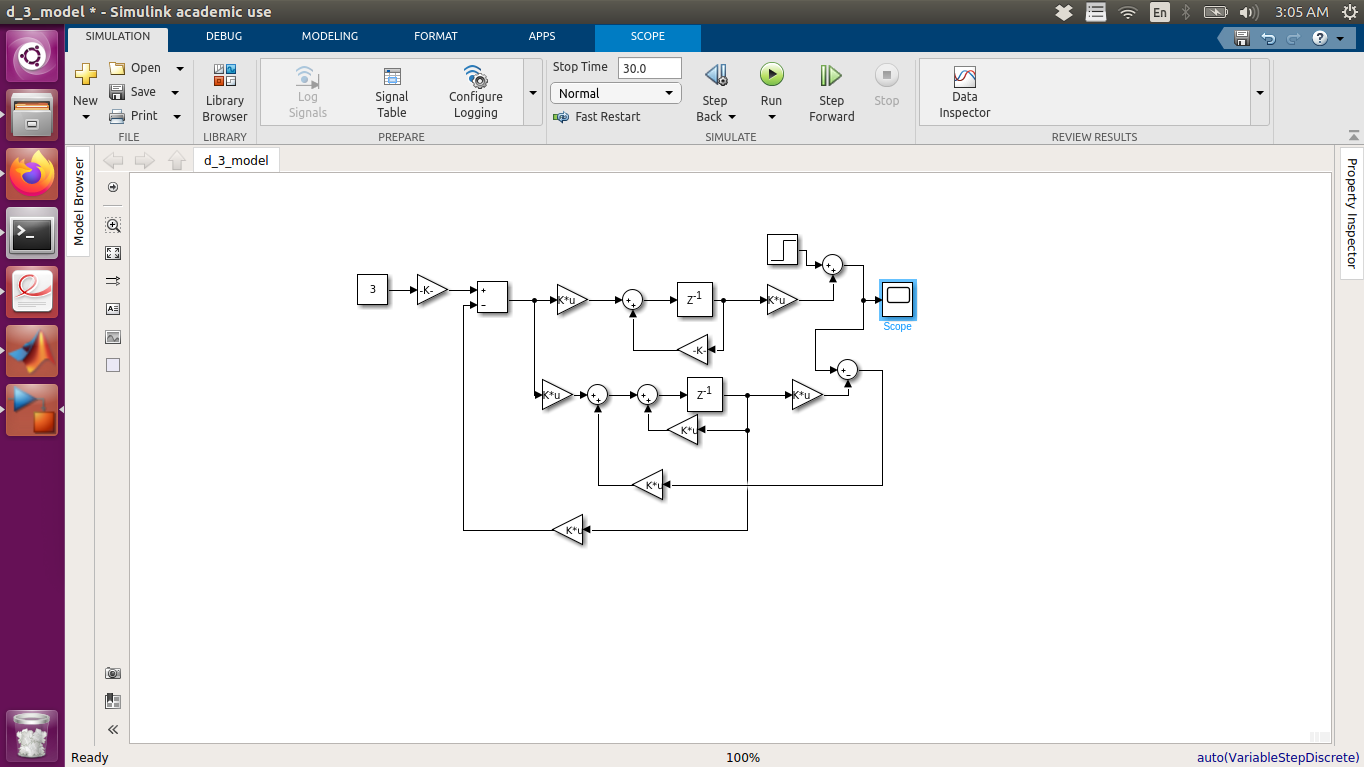 d_3_model * - Simulink academic use
En
3:05 AM
SIMULATION
DEBUG
MODELING
FORMAT
APPS
SCOPE
New
Open
Save
Print
FILE
Library
Browser
LIBRARY
Log
Signals
Signal
Table
Configure
Logging
PREPARE
Stop Time
30.0
Normal
Fast Restart
Step
Back
Run
Step
Forward
Stop
SIMULATE
Data
Inspector
REVIEW RESULTS
Model Browser
d_3_model
Property Inspector
3
-K-
+
−
K*u
+
+
Z-1
K*u
+
+
Scope
-K-
K*u
+
+
+
+
Z-1
K*u
+
−
K*u
K*u
K*u
Ready
100%
auto(VariableStepDiscrete)